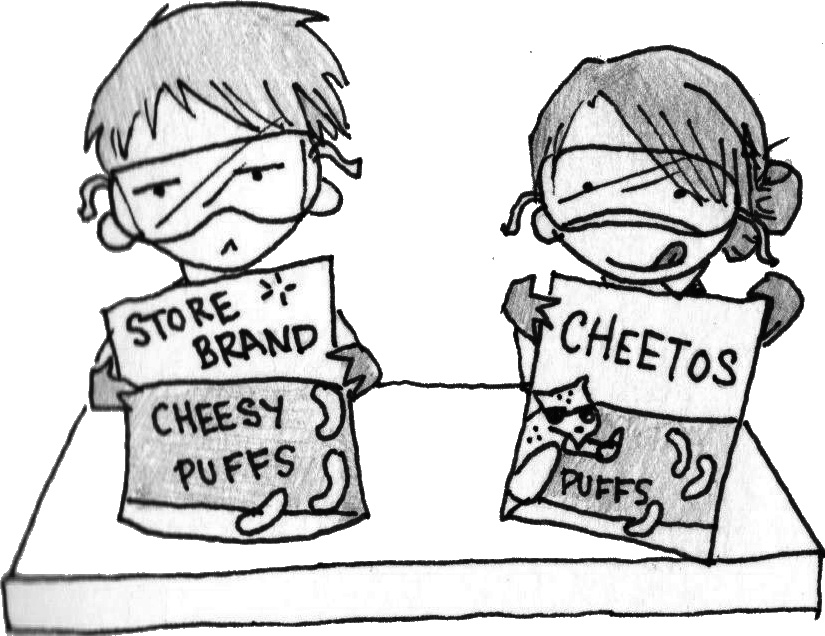 STORE
BRAND
CHEESY
PUFFS
CHEETOS
PUFFS